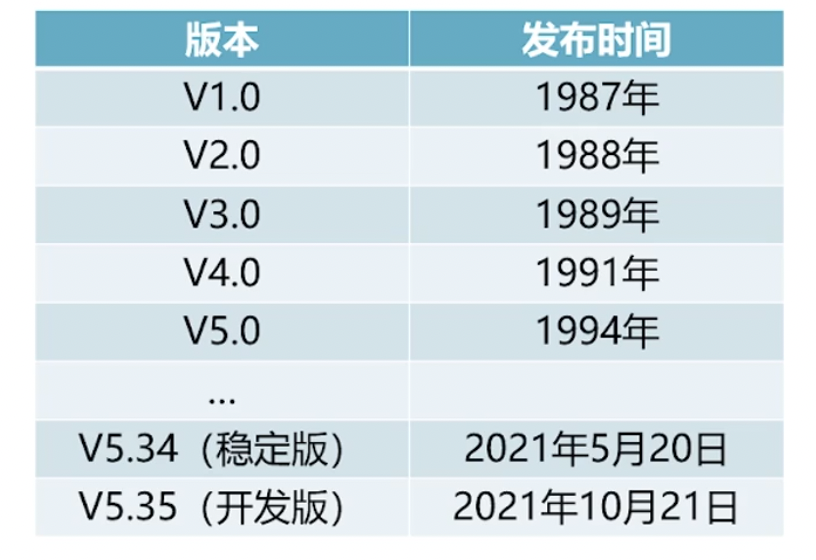 版本 发布时间
V1.0 1987年
V2.0 1988年
V3.0 1989年
V4.0 1991年
V5.0 1994年
...
V5.34（稳定版） 2021年5月20日
V5.35（开发版） 2021年10月21日